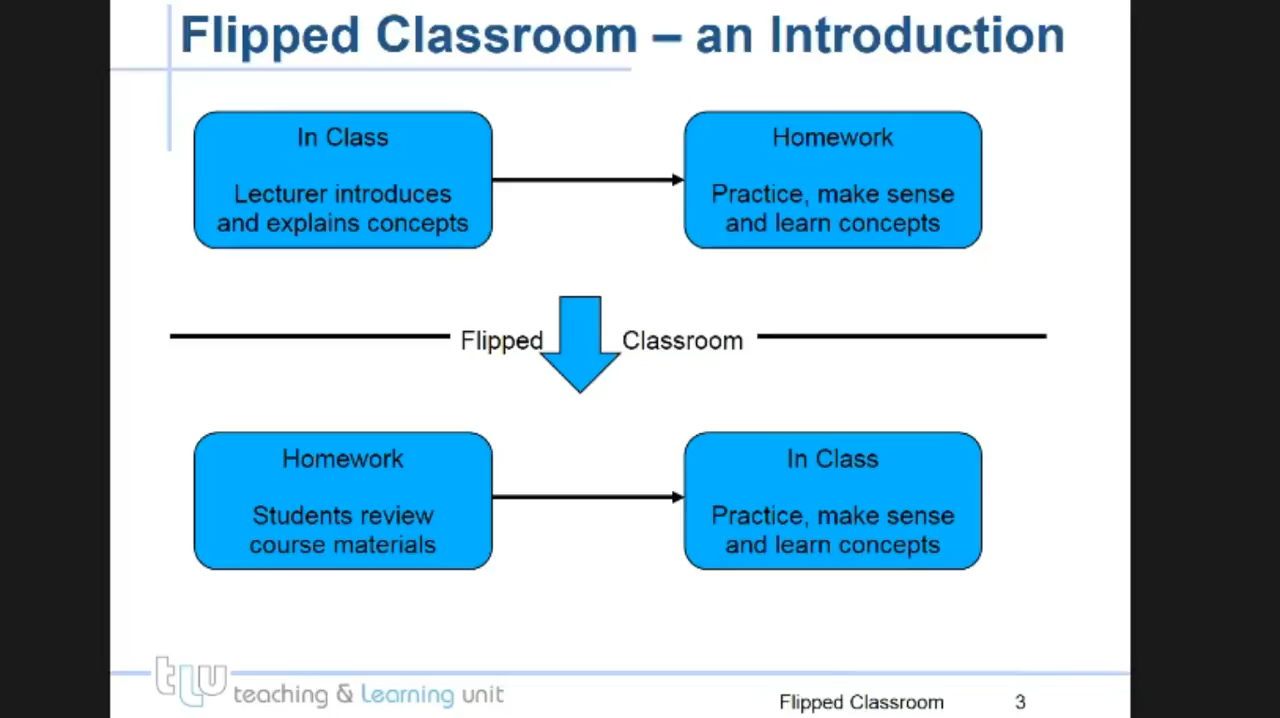 Flipped Classroom – an Introduction
In Class
Lecturer introduces
and explains concepts
Homework
Practice, make sense
and learn concepts
Flipped Classroom
Homework
Students review
course materials
In Class
Practice, make sense
and learn concepts
tLu teaching & Learning unit
Flipped Classroom 3